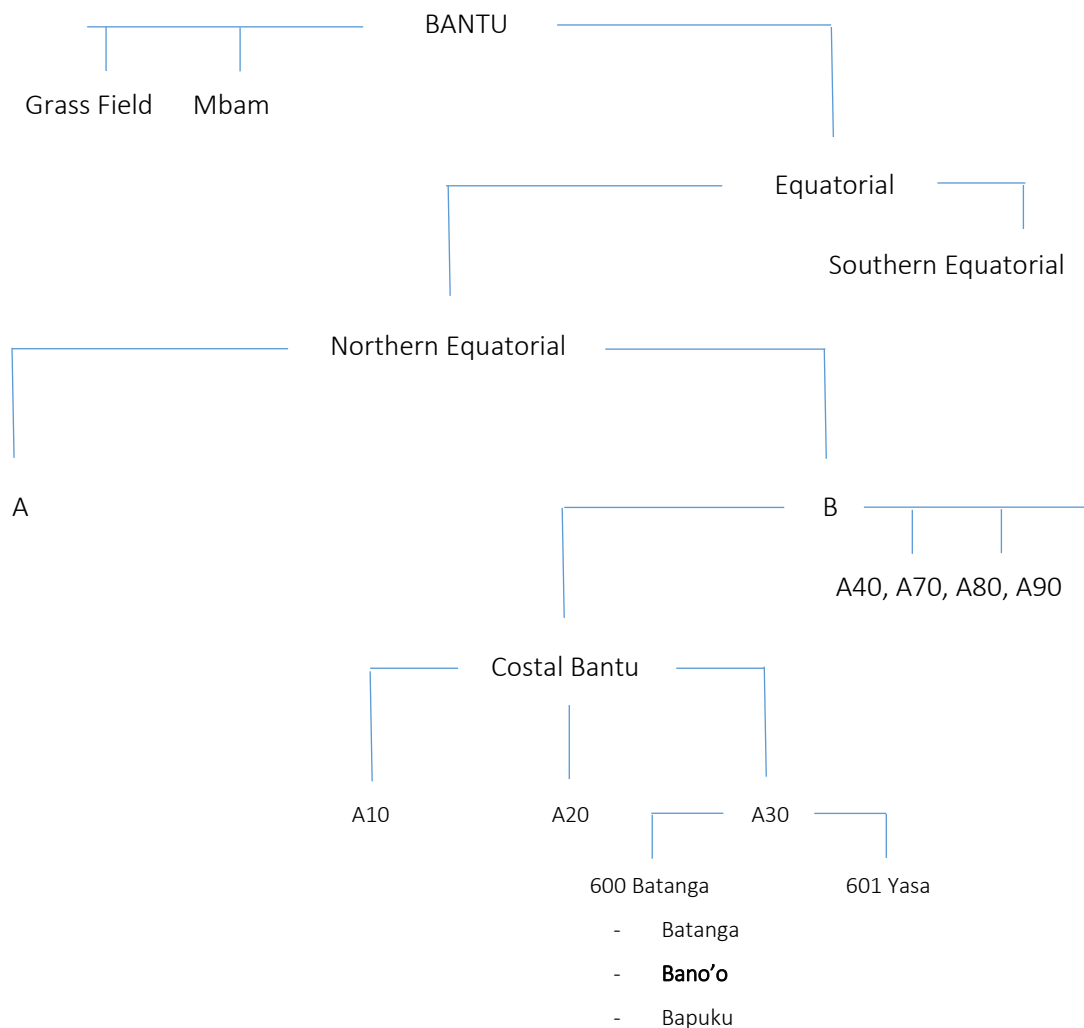 BANTU
Grass Field Mbam
Equatorial
Southern Equatorial
Northern Equatorial
A B
A40, A70, A80, A90
Costal Bantu
A10 A20 A30
600 Batanga 601 Yasa
- Batanga
- Bano’o
- Bapuku